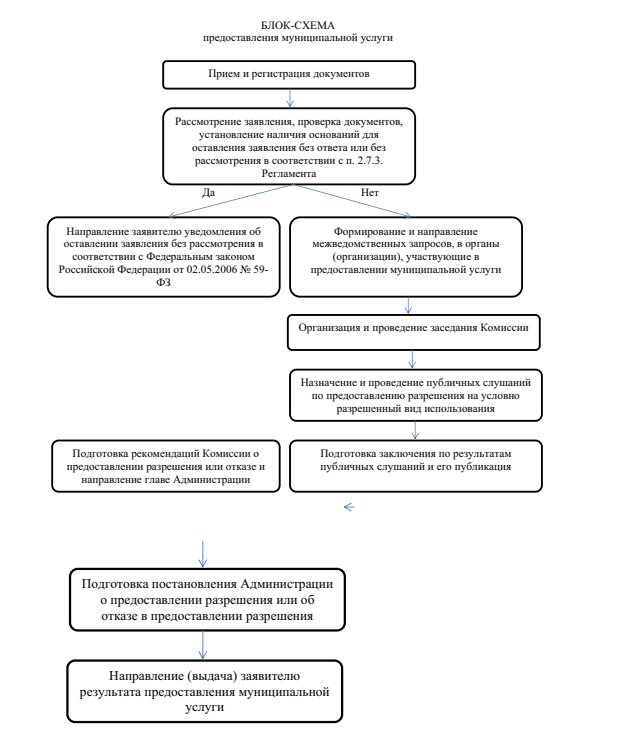 БЛОК-СХЕМА
предоставления муниципальной услуги
Прием и регистрация документов
Рассмотрение заявления, проверка документов,
установление наличия оснований для
оставления заявления без ответа или без
рассмотрения в соответствии с п. 2.7.3.
Регламента
Да
Нет
Направление заявителю уведомления об
оставлении заявления без рассмотрения в
соответствии с Федеральным законом
Российской Федерации от 02.05.2006 № 59-
ФЗ
Формирование и направление
межведомственных запросов, в органы
(организации), участвующие в
предоставлении муниципальной услуги
Организация и проведение заседания Комиссии
Назначение и проведение публичных слушаний
по предоставлению разрешения на условно
разрешенный вид использования
Подготовка рекомендаций Комиссии о
предоставлении разрешения или отказе и
направление главе Администрации
Подготовка заключения по результатам
публичных слушаний и его публикация
Подготовка постановления Администрации
о предоставлении разрешения или об
отказе в предоставлении разрешения
Направление (выдача) заявителю
результата предоставления муниципальной
услуги